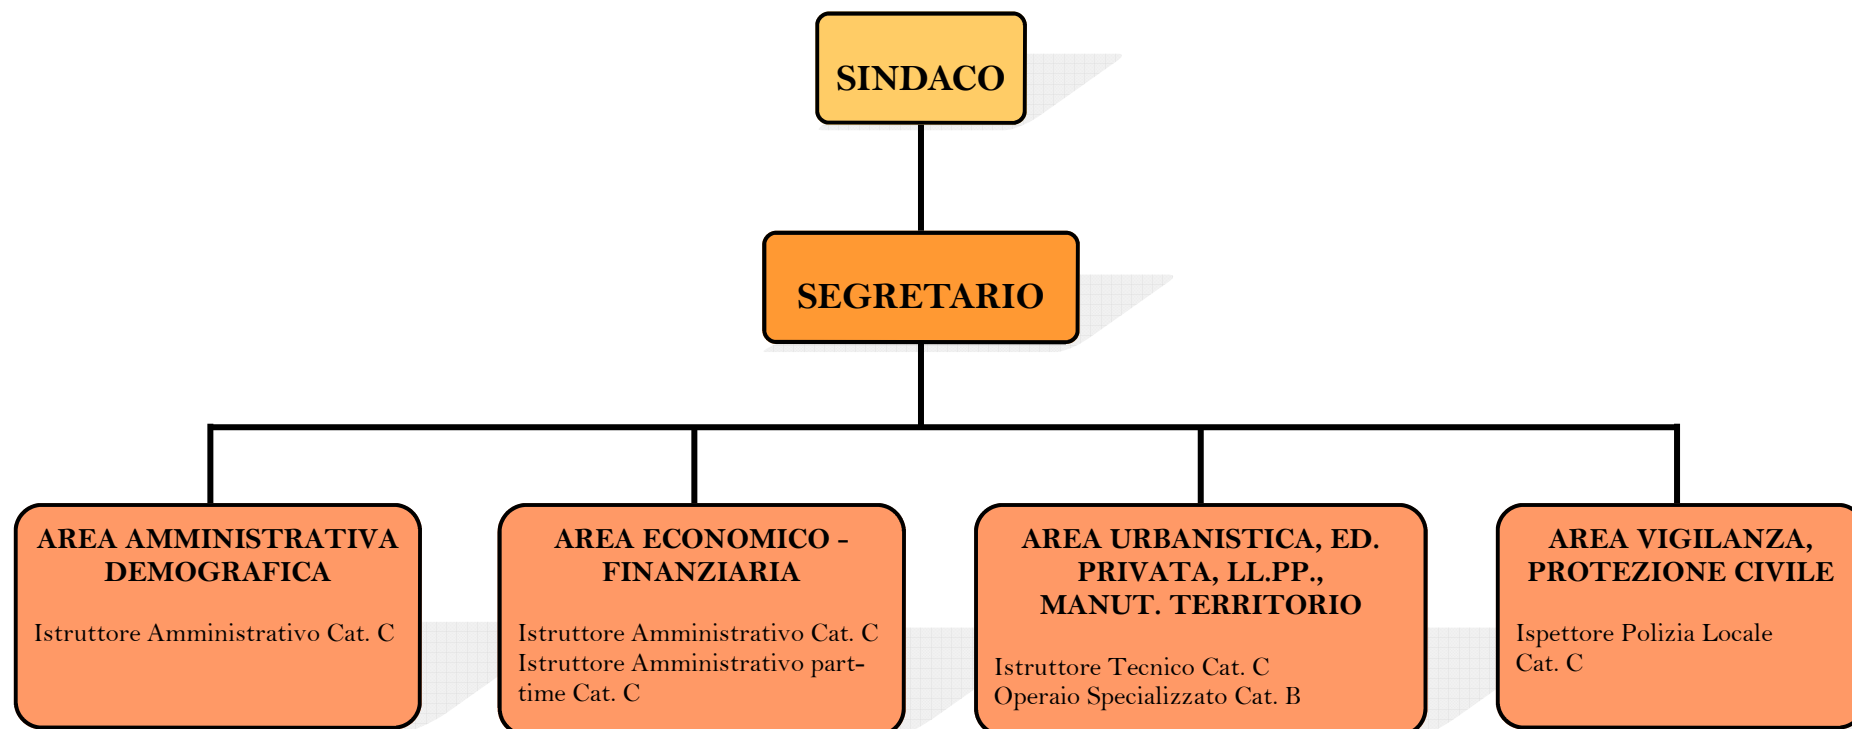 SINDACO
SEGRETARIO
AREA AMMINISTRATIVA
DEMOGRAFICA
Istruttore Amministrativo Cat. C
AREA ECONOMICO -
FINANZIARIA
Istruttore Amministrativo Cat. C
Istruttore Amministrativo part-
time Cat. C
AREA URBANISTICA, ED.
PRIVATA, LL.PP.,
MANUT. TERRITORIO
Istruttore Tecnico Cat. C
Operaio Specializzato Cat. B
AREA VIGILANZA,
PROTEZIONE CIVILE
Ispettore Polizia Locale
Cat. C